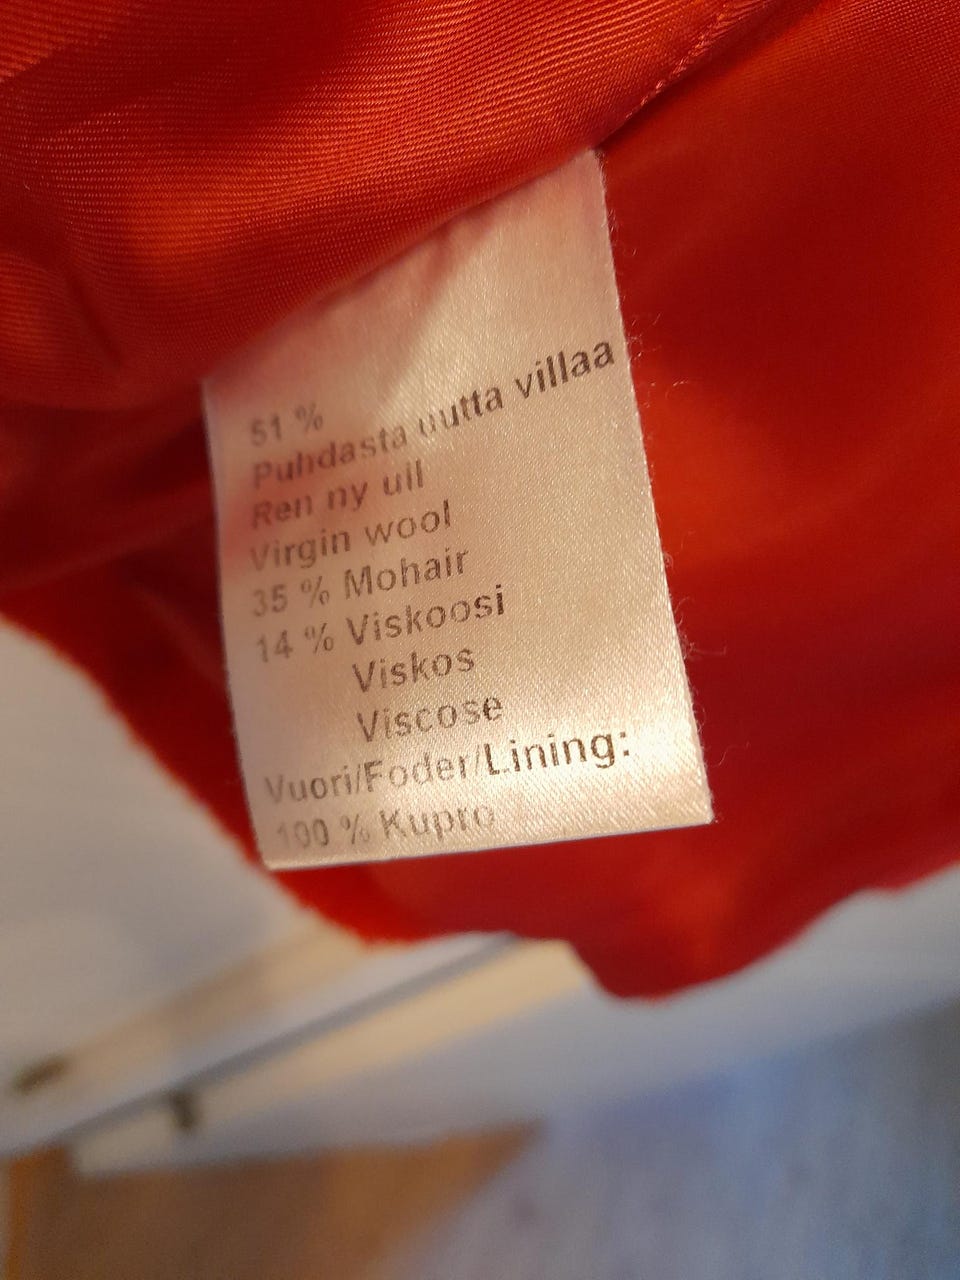 51 %
Puhdasta uutta villaa
Ren ny ull
Virgin wool
35 % Mohair
14 % Viskoosi
Viskos
Viscose
Vuori/Foder/Lining:
100 % Kupro